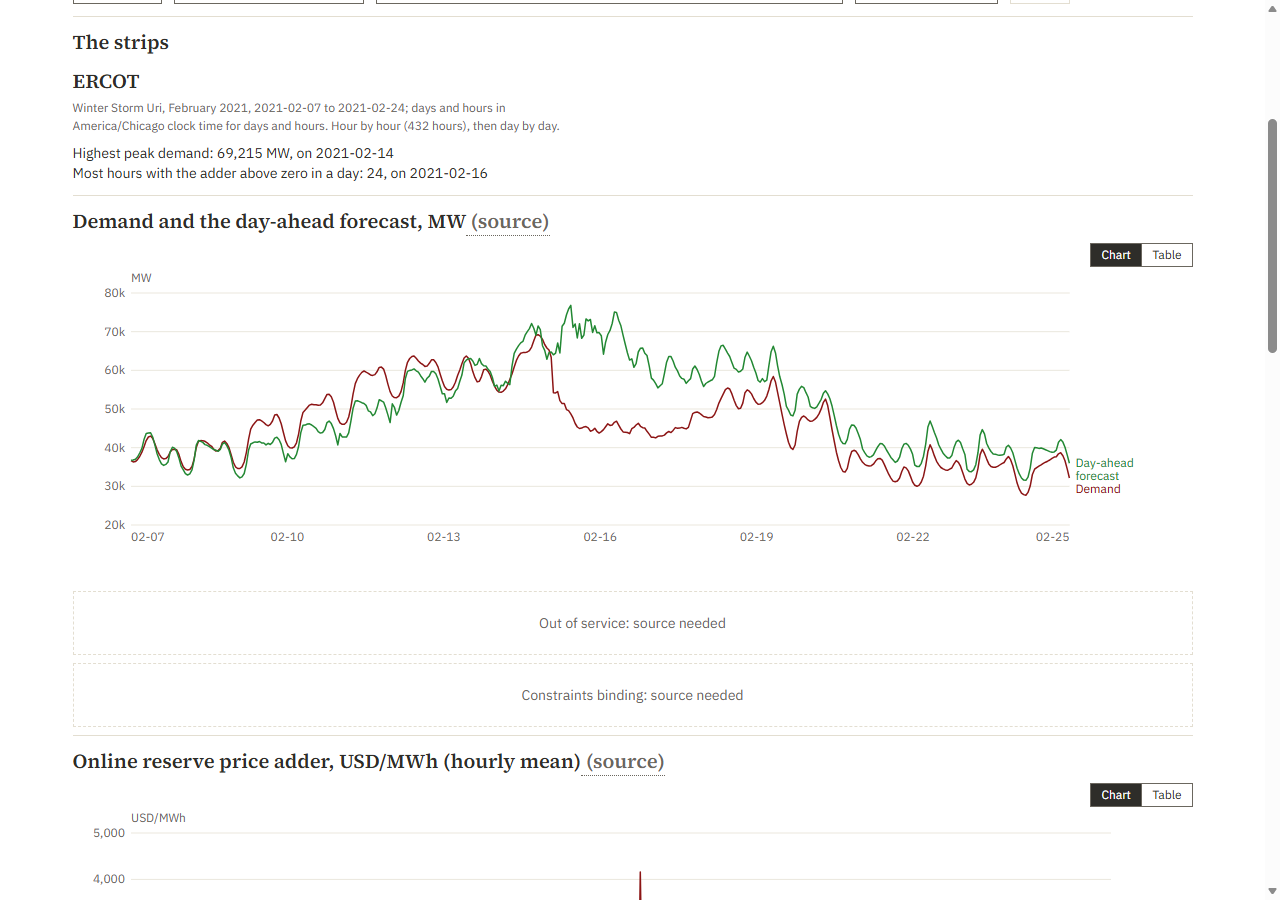 The strips
ERCOT
Winter Storm Uri, February 2021, 2021-02-07 to 2021-02-24; days and hours in
America/Chicago clock time for days and hours. Hour by hour (432 hours), then day by day.
Highest peak demand: 69,215 MW, on 2021-02-14
Most hours with the adder above zero in a day: 24, on 2021-02-16
Demand and the day-ahead forecast, MW (source)
Chart Table
MW
80k
70k
60k
50k
40k
30k
20k
Day-ahead
forecast
Demand
02-07 02-10 02-13 02-16 02-19 02-22 02-25
Out of service: source needed
Constraints binding: source needed
Online reserve price adder, USD/MWh (hourly mean) (source)
Chart Table
USD/MWh
5,000
4,000